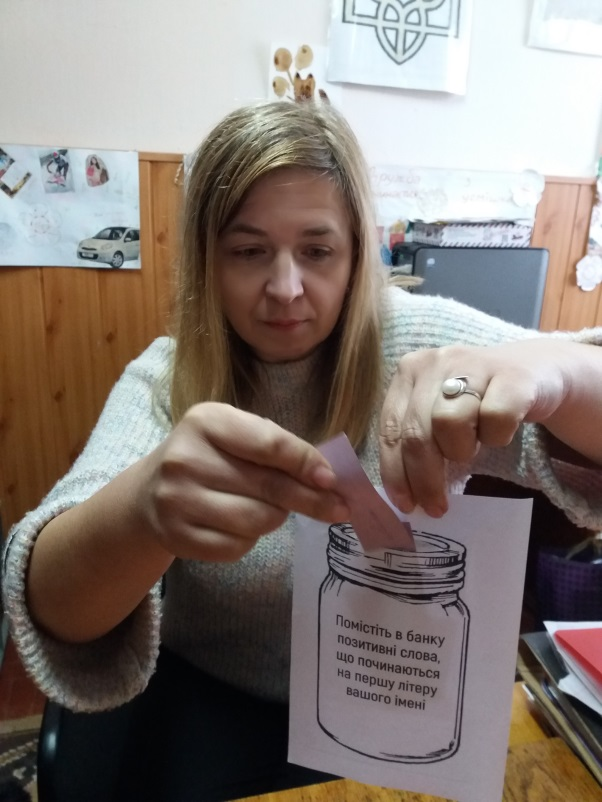 Помістіть в банку
позитивні слова,
що починаються
на першу літеру
вашого імені